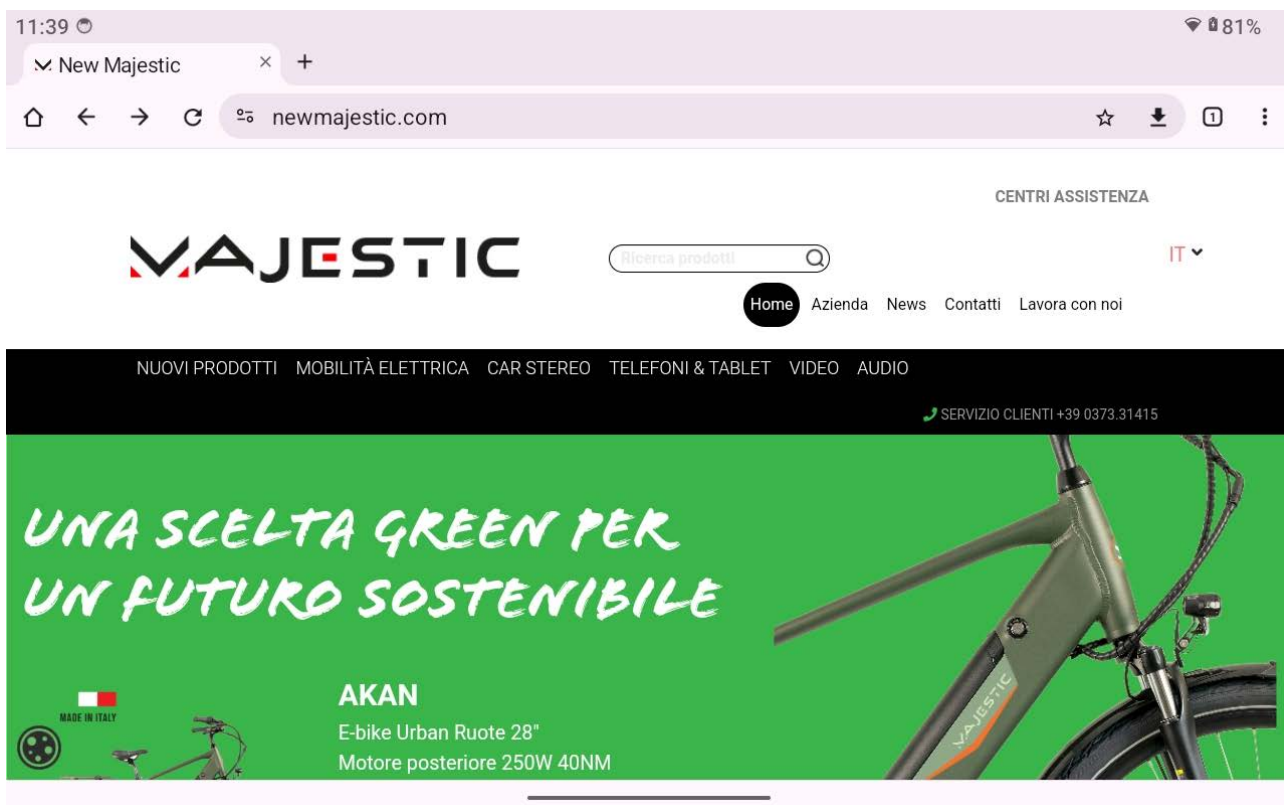 11:39
81%
New Majestic
newmajestic.com
1
CENTRI ASSISTENZA
MAJESTIC
Ricerca prodotti
IT
Home Azienda News Contatti Lavora con noi
NUOVI PRODOTTI MOBILITÀ ELETTRICA CAR STEREO TELEFONI & TABLET VIDEO AUDIO
SERVIZIO CLIENTI +39 0373.31415
UNA SCELTA GREEN PER
UN FUTURO SOSTENIBILE
MADE IN ITALY
AKAN
E-bike Urban Ruote 28"
Motore posteriore 250W 40NM
MAJESTIC